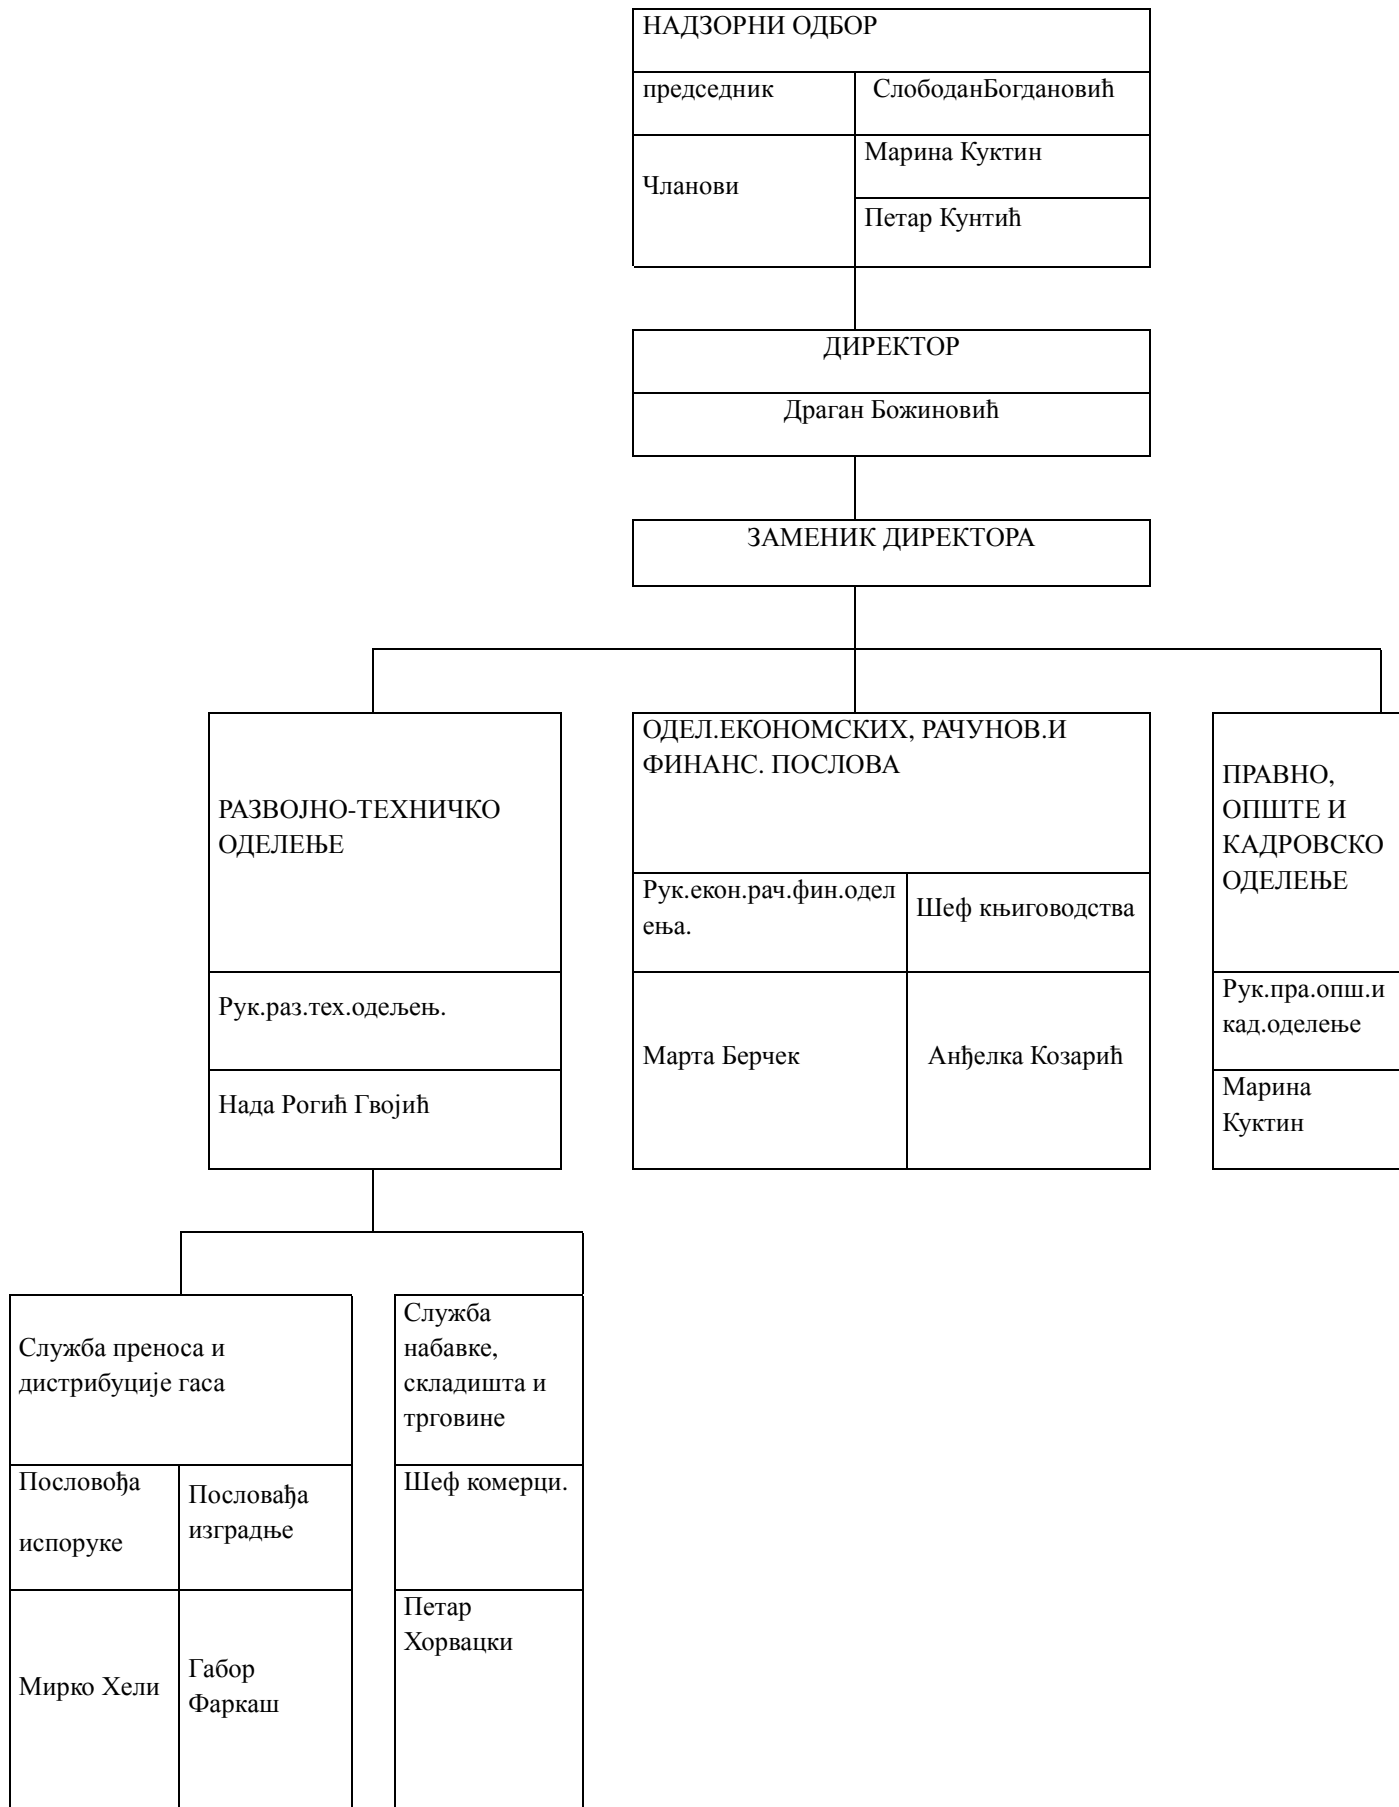 НАДЗОРНИ ОДБОР
председник
СлободанБогдановић
Чланови
Марина Куктин
Петар Кунтић
ДИРЕКТОР
Драган Божиновић
ЗАМЕНИК ДИРЕКТОРА
РАЗВОЈНО-ТЕХНИЧКО
ОДЕЛЕЊЕ
Рук.раз.тех.одељењ.
Нада Рогић Гвојић
ОДЕЛ.ЕКОНОМСКИХ, РАЧУНОВ.И
ФИНАНС. ПОСЛОВА
Рук.екон.рач.фин.одел
ења.
Шеф књиговодства
Марта Берчек
Анђелка Козарић
ПРАВНО,
ОПШТЕ И
КАДРОВСКО
ОДЕЛЕЊЕ
Рук.пра.опш.и
кад.оделење
Марина
Куктин
Служба преноса и
дистрибуције гаса
Пословођа
испоруке
Пословађа
изградње
Мирко Хели
Габор
Фаркаш
Служба
набавке,
складишта и
трговине
Шеф комерци.
Петар
Хорвацки